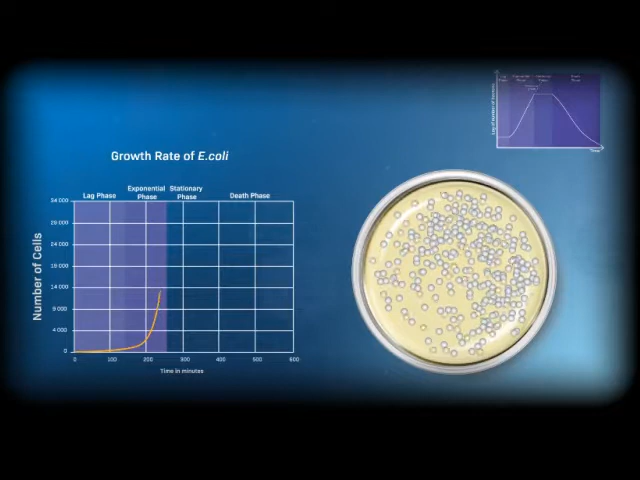 Growth Rate of E.coli
Lag Phase
Exponential
Phase
Stationary
Phase
Death Phase
Number of Cells
34 000
28 000
24 000
19 000
14 000
9 000
4 000
0
0 100 200 300 400 500 600
Time in minutes